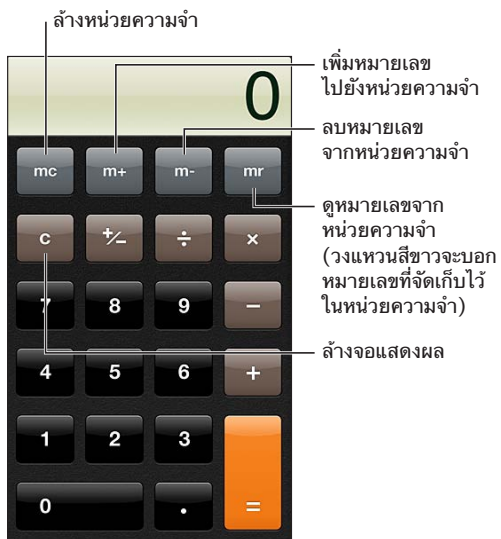 ล้างหน่วยความจำ
เพิ่มหมายเลข
ไปยังหน่วยความจำ
0
ลบหมายเลข
จากหน่วยความจำ
mc m+ m- mr
ดูหมายเลขจาก
หน่วยความจำ
(วงแหวนสีขาวจะบอก
หมายเลขที่จัดเก็บไว้
ในหน่วยความจำ)
c +/− ÷ ×
7 8 9 −
ล้างจอแสดงผล
4 5 6 +
1 2 3
0 . =